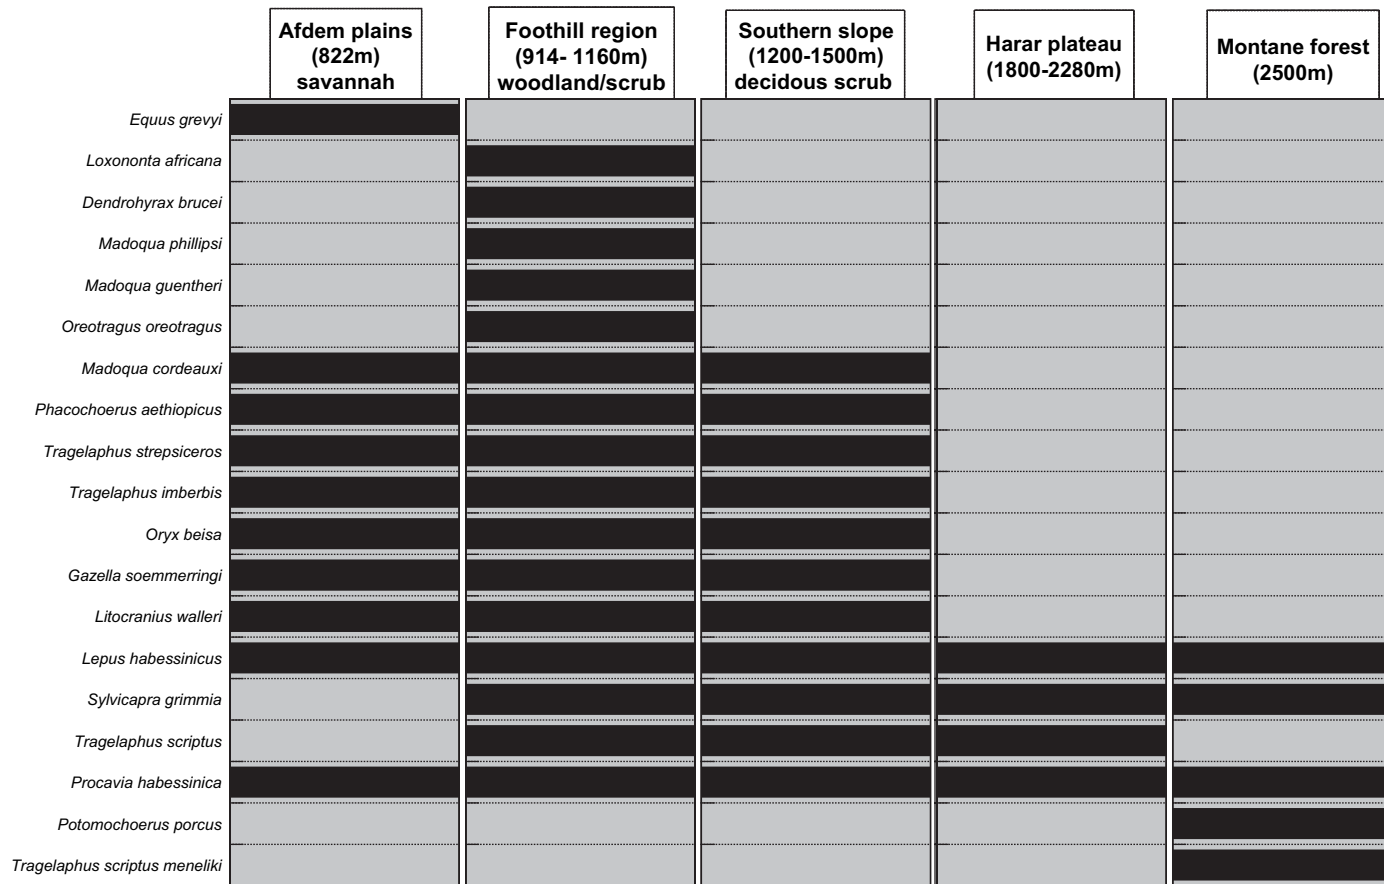 Afdem plains
(822m)
savannah
Foothill region
(914- 1160m)
woodland/scrub
Southern slope
(1200-1500m)
decidous scrub
Harar plateau
(1800-2280m)
Montane forest
(2500m)
Equus grevyi
Loxononta africana
Dendrohyrax brucei
Madoqua phillipsi
Madoqua guentheri
Oreotragus oreotragus
Madoqua cordeauxi
Phacochoerus aethiopicus
Tragelaphus strepsiceros
Tragelaphus imberbis
Oryx beisa
Gazella soemmerringi
Litocranius walleri
Lepus habessinicus
Sylvicapra grimmia
Tragelaphus scriptus
Procavia habessinica
Potomochoerus porcus
Tragelaphus scriptus meneliki